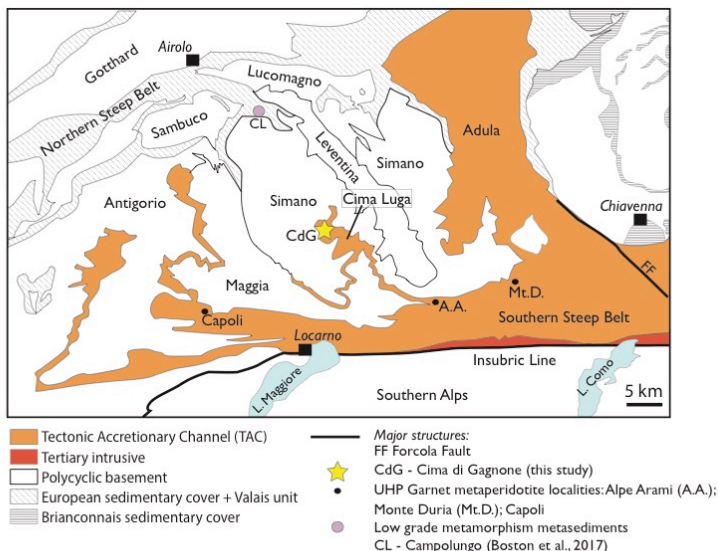 Airolo
Gotthard
Lucomagno
Northern Steep Belt
Adula
CL
Sambuco
Leventina
Simano
Antigorio
Simano
Cima Luga
Chiavenna
CdG
FF
Maggia
Mt.D.
A.A.
Capoli
Southern Steep Belt
Locarno
Insubric Line
L. Maggiore
L. Como
Southern Alps
5 km
Tectonic Accretionary Channel (TAC)
Tertiary intrusive
Polycyclic basement
European sedimentary cover + Valais unit
Brianconnais sedimentary cover
Major structures:
FF Forcola Fault
CdG - Cima di Gagnone (this study)
UHP Garnet metaperidotite localities: Alpe Arami (A.A.);
Monte Duria (Mt.D.); Capoli
Low grade metamorphism metasediments
CL - Campolungo (Boston et al., 2017)